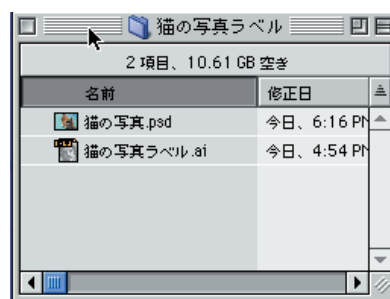 猫の写真ラベル
2 項目、10.61 GB 空き
名前 修正日
猫の写真.psd 今日、6:16 PM
猫の写真ラベル.ai 今日、4:54 PM